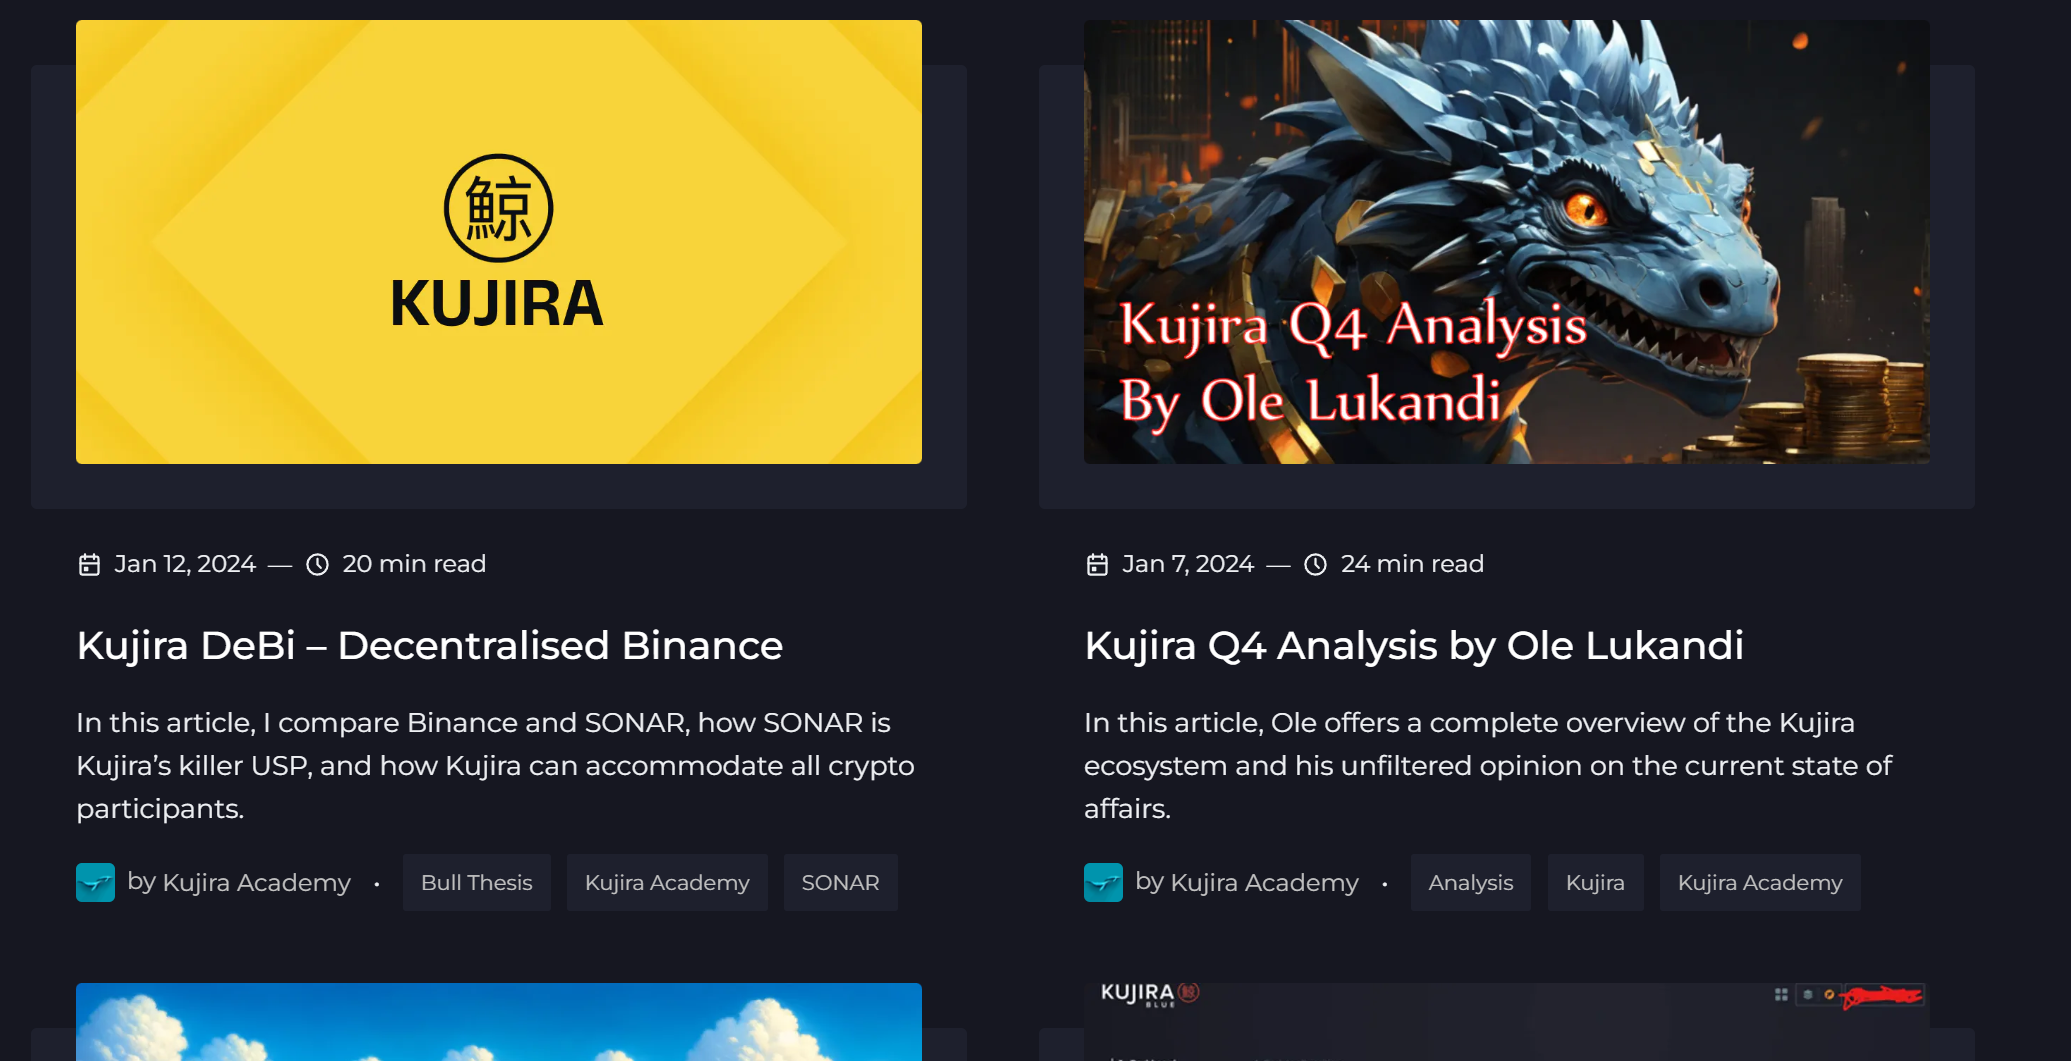 鯨
KUJIRA
Jan 12, 2024 — 20 min read
Kujira DeBi – Decentralised Binance
In this article, I compare Binance and SONAR, how SONAR is
Kujira’s killer USP, and how Kujira can accommodate all crypto
participants.
by Kujira Academy • Bull Thesis Kujira Academy SONAR
Kujira Q4 Analysis
By Ole Lukandi
Jan 7, 2024 — 24 min read
Kujira Q4 Analysis by Ole Lukandi
In this article, Ole offers a complete overview of the Kujira
ecosystem and his unfiltered opinion on the current state of
affairs.
by Kujira Academy • Analysis Kujira Kujira Academy
KUJIRA 鯨
BLUE